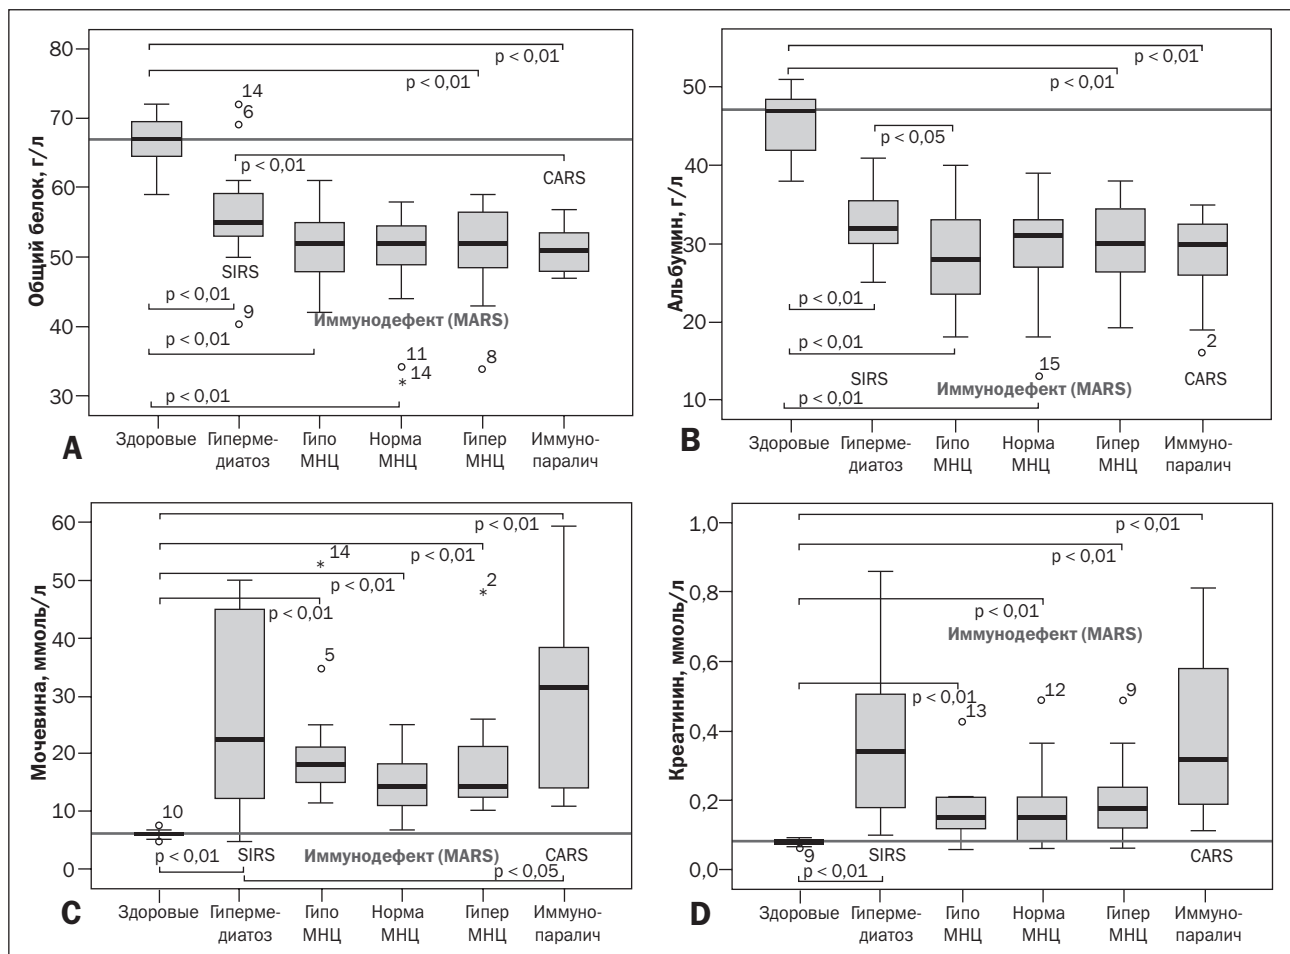 80
70
60
50
40
30
Общий белок, г/л
p < 0,01
p < 0,01
14
6
p < 0,01
CARS
SIRS
p < 0,01
9
Иммунодефект (MARS)
p < 0,01
11
14
8
p < 0,01
A
Здоровые
Гиперме-
диатоз
Гипо
МНЦ
Норма
МНЦ
Гипер
МНЦ
Иммуно-
паралич
50
40
30
20
10
Альбумин, г/л
p < 0,01
p < 0,01
p < 0,05
p < 0,01
p < 0,01
2
15
SIRS
Иммунодефект (MARS)
CARS
p < 0,01
B
Здоровые
Гиперме-
диатоз
Гипо
МНЦ
Норма
МНЦ
Гипер
МНЦ
Иммуно-
паралич
60
50
40
30
20
10
0
Мочевина, ммоль/л
p < 0,01
p < 0,01
14
p < 0,01
2
p < 0,01
5
10
p < 0,01
SIRS
Иммунодефект (MARS)
CARS
p < 0,05
C
Здоровые
Гиперме-
диатоз
Гипо
МНЦ
Норма
МНЦ
Гипер
МНЦ
Иммуно-
паралич
1,0
0,8
0,6
0,4
0,2
0,0
Креатинин, ммоль/л
p < 0,01
p < 0,01
p < 0,01
Иммунодефект (MARS)
p < 0,01
13
12
9
9
SIRS
CARS
p < 0,01
D
Здоровые
Гиперме-
диатоз
Гипо
МНЦ
Норма
МНЦ
Гипер
МНЦ
Иммуно-
паралич